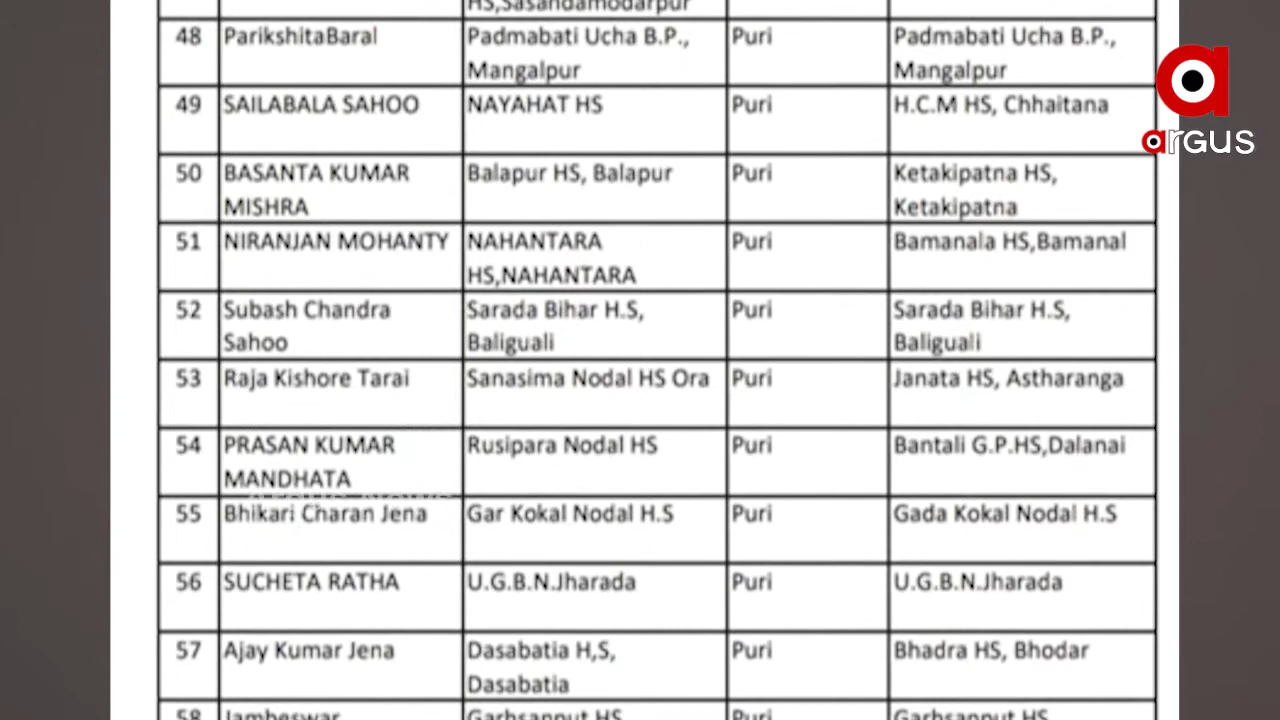 HS,Sasandamodarpur
48 ParikshitaBaral Padmabati Ucha B.P., Puri Padmabati Ucha B.P.,
Mangalpur Mangalpur
49 SAILABALA SAHOO NAYAHAT HS Puri H.C.M HS, Chhaitana
50 BASANTA KUMAR Balapur HS, Balapur Puri Ketakipatna HS,
MISHRA Ketakipatna
51 NIRANJAN MOHANTY NAHANTARA Puri Bamanala HS,Bamanal
HS,NAHANTARA
52 Subash Chandra Sarada Bihar H.S, Puri Sarada Bihar H.S,
Sahoo Baliguali Baliguali
53 Raja Kishore Tarai Sanasima Nodal HS Ora Puri Janata HS, Astharanga
54 PRASAN KUMAR Rusipara Nodal HS Puri Bantali G.P.HS,Dalanai
MANDHATA
55 Bhikari Charan Jena Gar Kokal Nodal H.S Puri Gada Kokal Nodal H.S
56 SUCHETA RATHA U.G.B.N.Jharada Puri U.G.B.N.Jharada
57 Ajay Kumar Jena Dasabatia H,S, Puri Bhadra HS, Bhodar
Dasabatia
58 Jambeswar Garhsanput HS Puri Garhsanput HS
argus